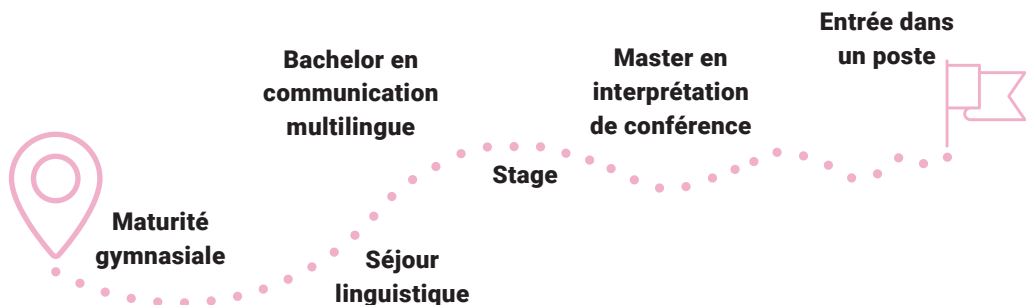 Maturité
gymnasiale
Bachelor en
communication
multilingue
Séjour
linguistique
Stage
Master en
interprétation
de conférence
Entrée dans
un poste